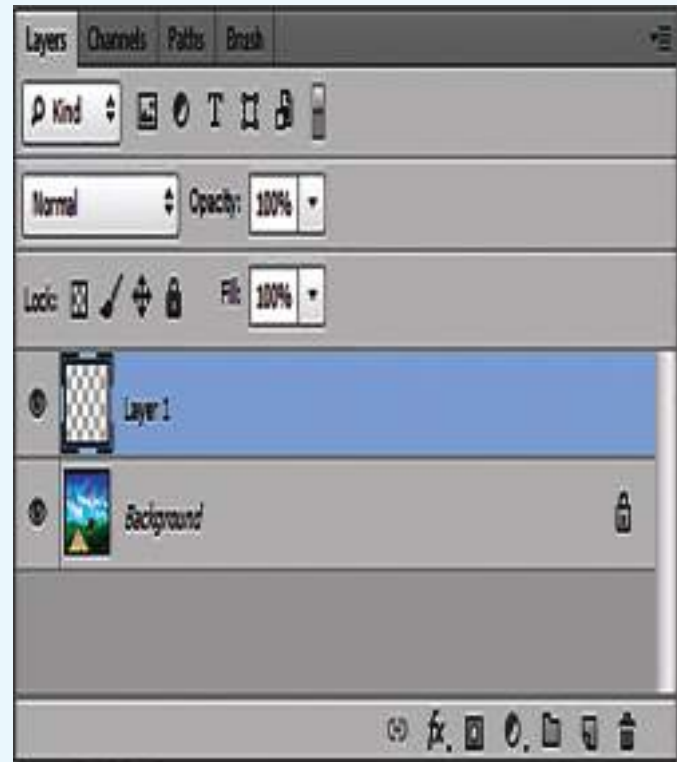 Layers Channels Paths Brush
Kind T
Normal Opacity: 100%
Lock: Fill: 100%
Layer 1
Background
fx.